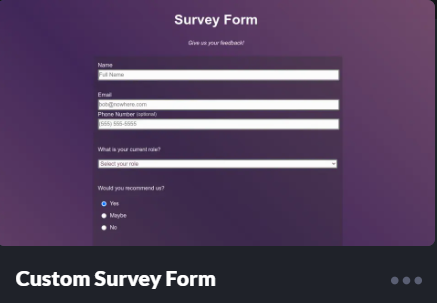 Survey Form
Give us your feedback!
Name
Full Name
Email
bob@nowhere.com
Phone Number (optional)
(555) 555-5555
What is your current role?
Select your role
Would you recommend us?
Yes
Maybe
No
Custom Survey Form